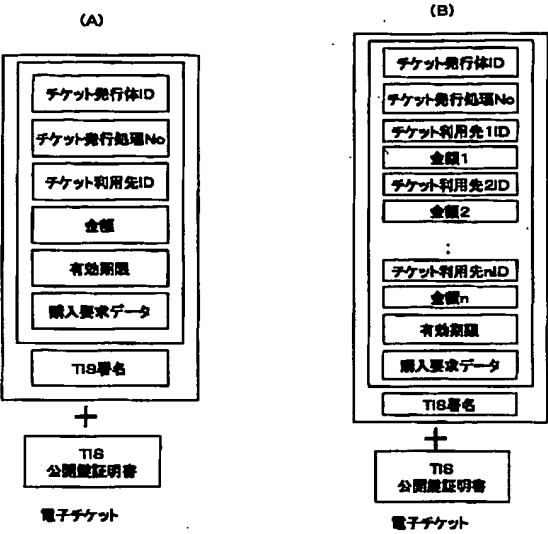 (A)
チケット発行体ID
チケット発行処理No
チケット利用先ID
金額
有効期限
購入要求データ
TIS署名
+
TIS
公開鍵証明書
電子チケット
(B)
チケット発行体ID
チケット発行処理No
チケット利用先1ID
金額1
チケット利用先2ID
金額2
:
チケット利用先nID
金額n
有効期限
購入要求データ
TIS署名
+
TIS
公開鍵証明書
電子チケット